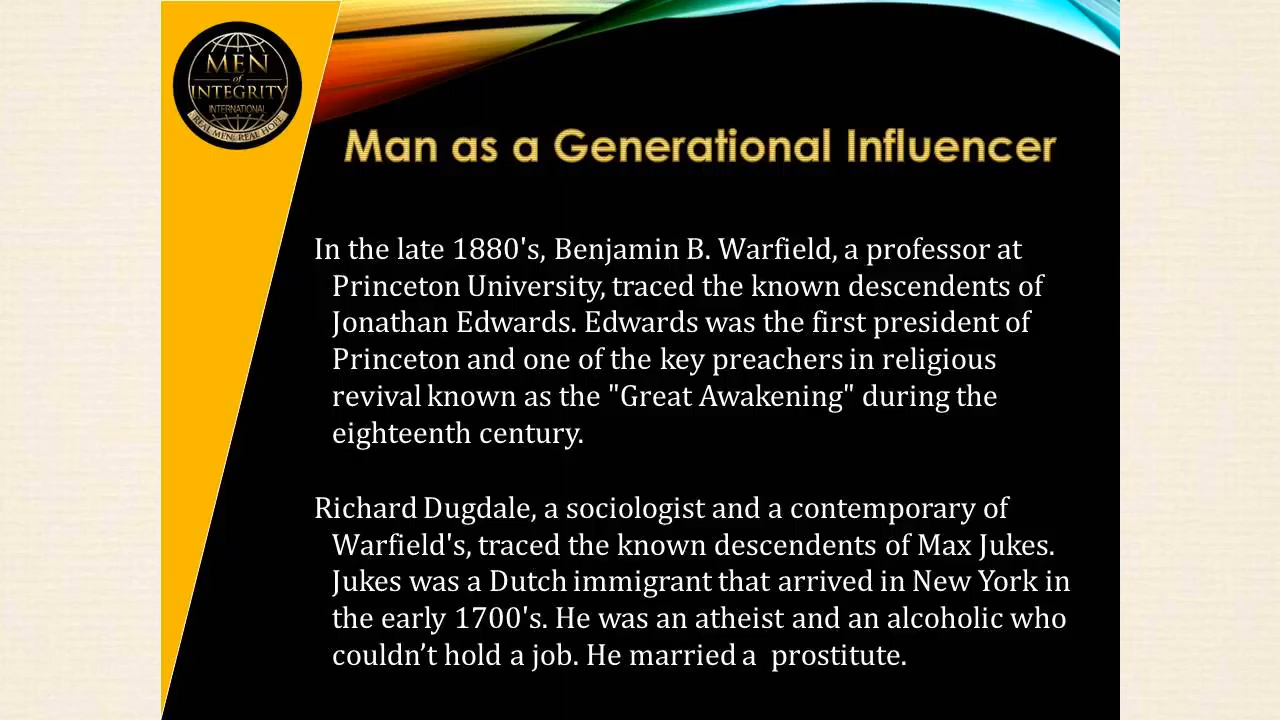 MEN
of
INTEGRITY
INTERNATIONAL
REAL MEN REAL HOPE
Man as a Generational Influencer
In the late 1880's, Benjamin B. Warfield, a professor at
Princeton University, traced the known descendents of
Jonathan Edwards. Edwards was the first president of
Princeton and one of the key preachers in religious
revival known as the "Great Awakening" during the
eighteenth century.
Richard Dugdale, a sociologist and a contemporary of
Warfield's, traced the known descendents of Max Jukes.
Jukes was a Dutch immigrant that arrived in New York in
the early 1700's. He was an atheist and an alcoholic who
couldn’t hold a job. He married a  prostitute.